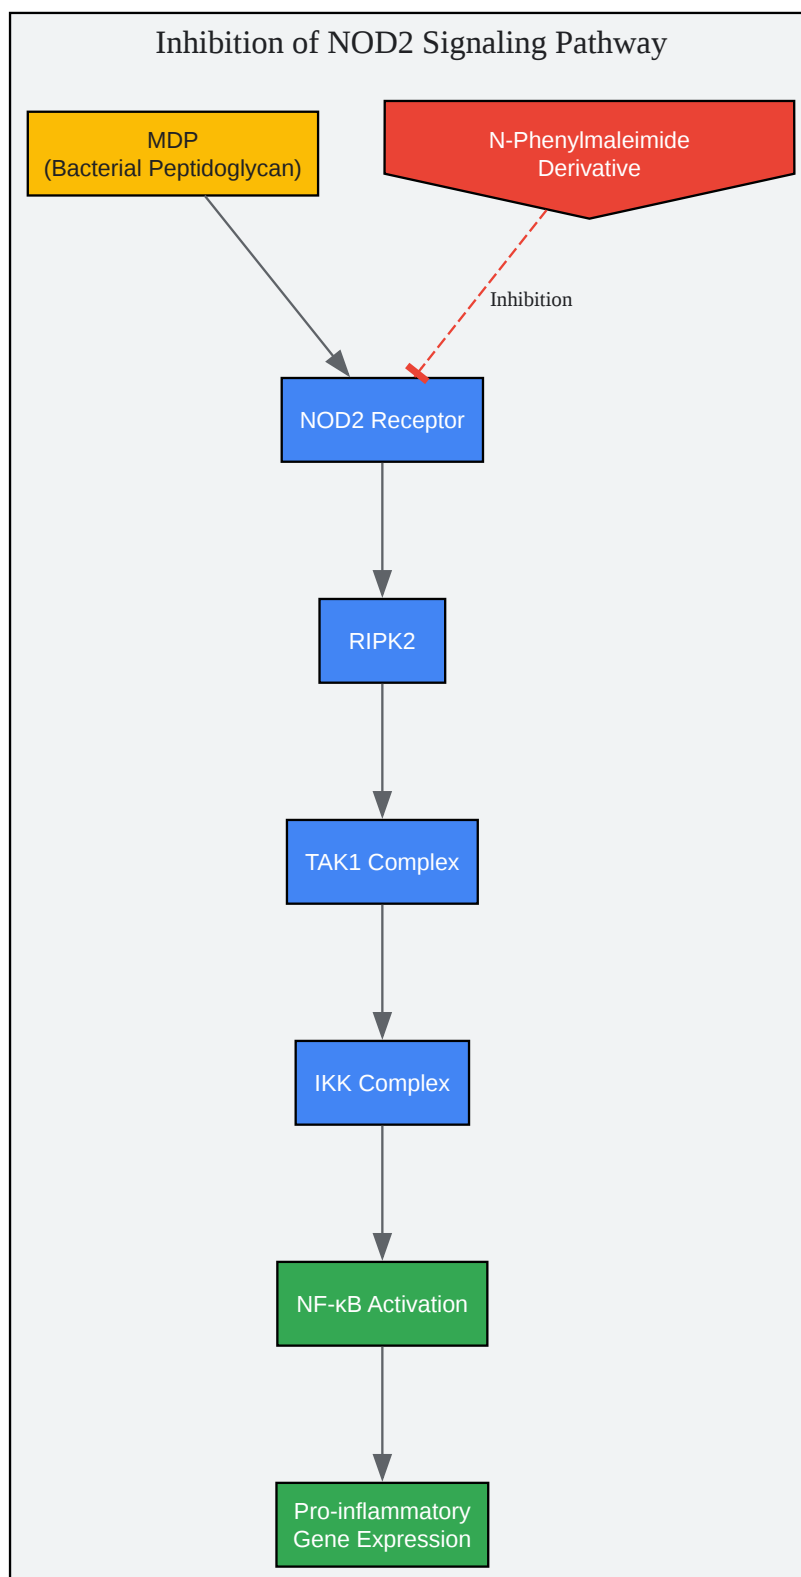 Inhibition of NOD2 Signaling Pathway
MDP
(Bacterial Peptidoglycan)
N-Phenylmaleimide
Derivative
Inhibition
NOD2 Receptor
RIPK2
TAK1 Complex
IKK Complex
NF-κB Activation
Pro-inflammatory
Gene Expression